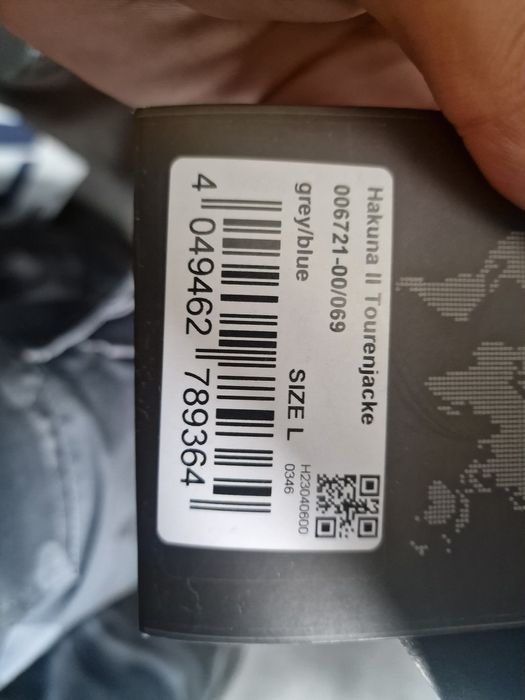 Hakuna II Tourenjacke
006721-00/069
grey/blue
SIZE L
H23040600
0346
4 049462 789364